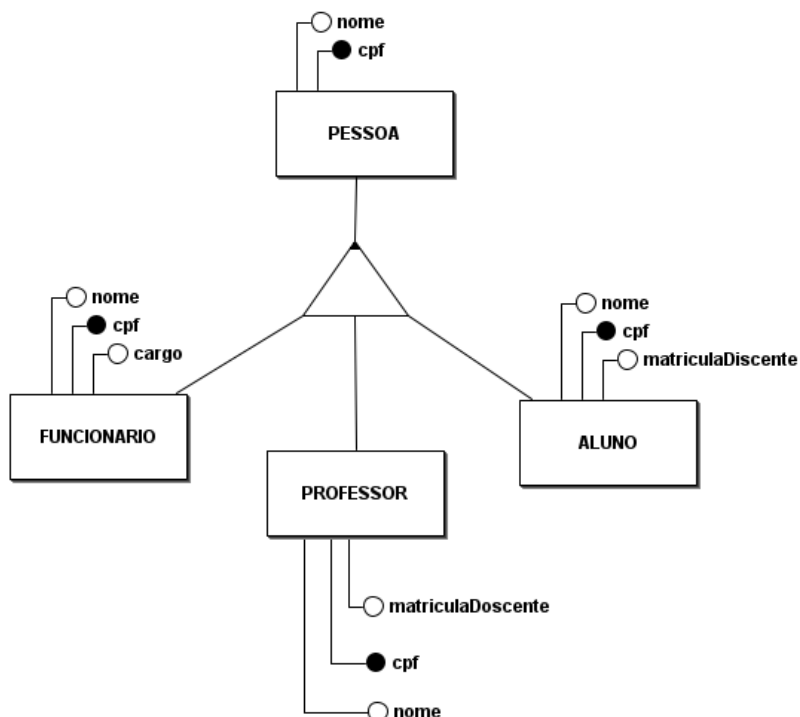 nome
cpf
PESSOA
nome
cpf
cargo
FUNCIONARIO
nome
cpf
matriculaDiscente
ALUNO
PROFESSOR
matriculaDoscente
cpf
nome